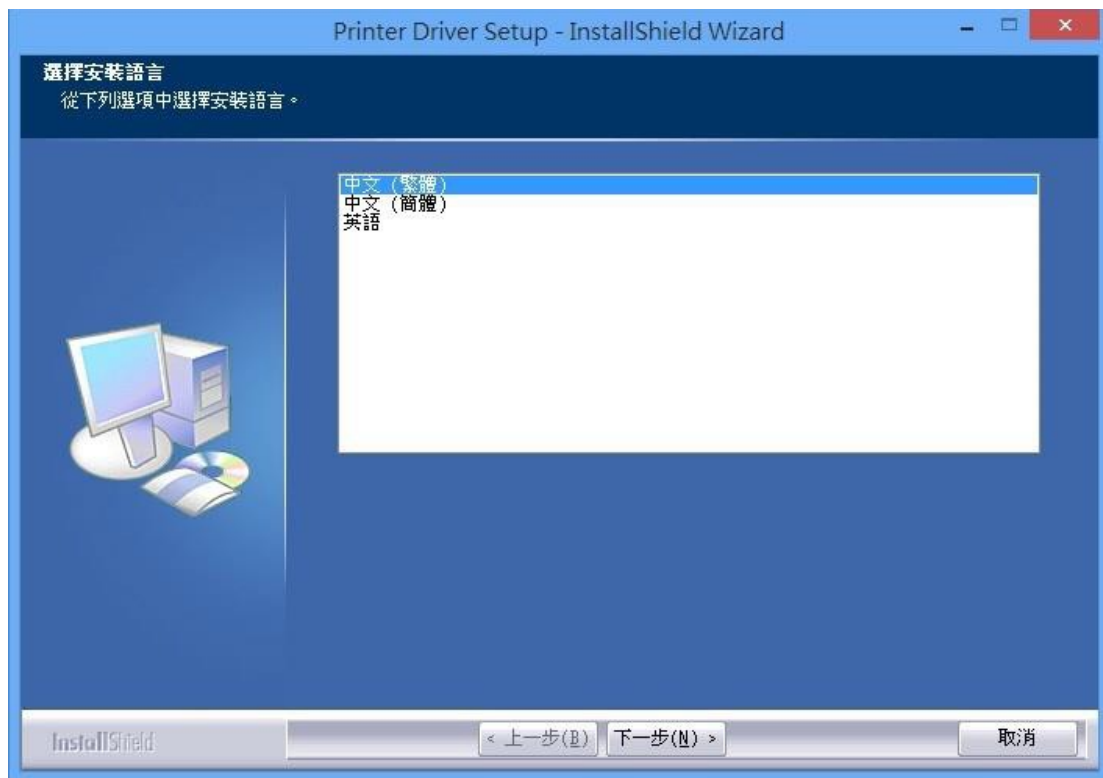 Printer Driver Setup - InstallShield Wizard
選擇安裝語言
從下列選項中選擇安裝語言。
中文 (繁體)
中文 (簡體)
英語
InstallShield
< 上一步(B)
下一步(N) >
取消